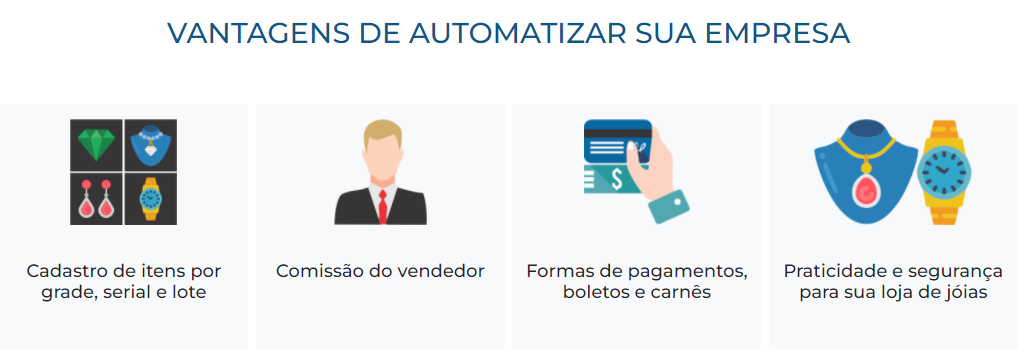 VANTAGENS DE AUTOMATIZAR SUA EMPRESA
Cadastro de itens por
grade, serial e lote
Comissão do vendedor
Formas de pagamentos,
boletos e carnês
Praticidade e segurança
para sua loja de jóias